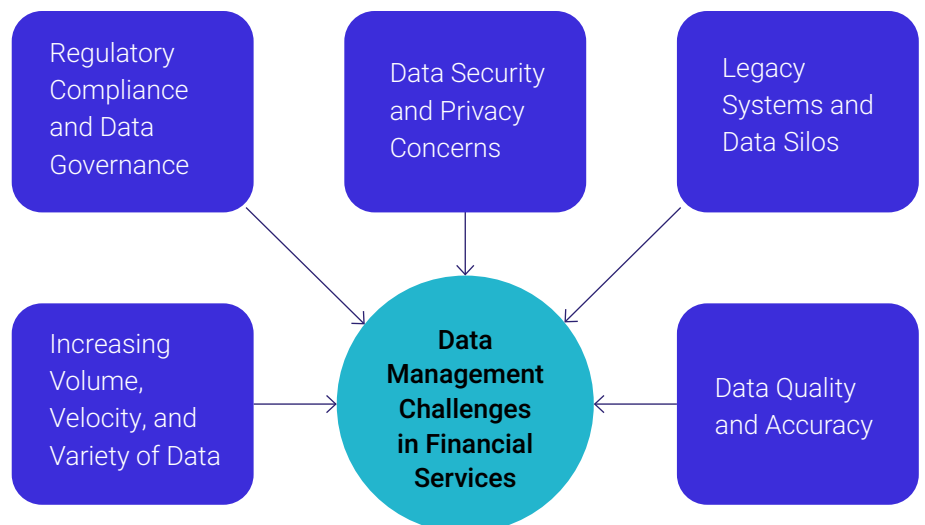 Regulatory
Compliance
and Data
Governance
Data Security
and Privacy
Concerns
Legacy
Systems and
Data Silos
Increasing
Volume,
Velocity, and
Variety of Data
Data
Management
Challenges
in Financial
Services
Data Quality
and Accuracy